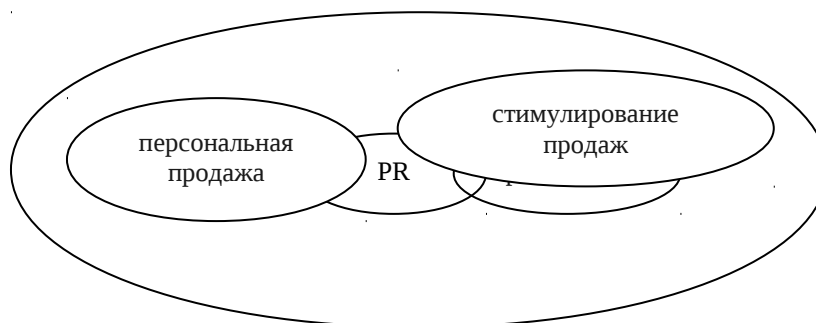 персональная
продажа
PR
стимулирование
продаж